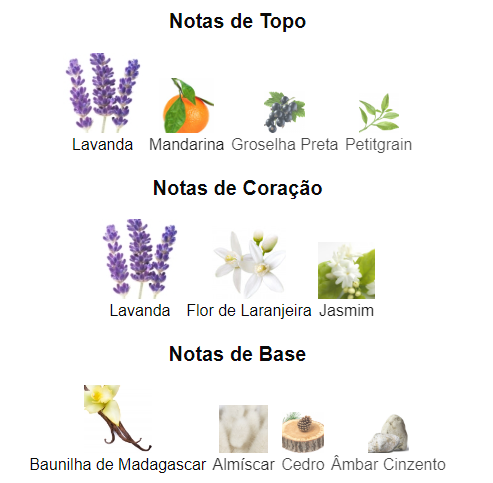 Notas de Topo
Lavanda Mandarina Groselha Preta Petitgrain
Notas de Coração
Lavanda Flor de Laranjeira Jasmim
Notas de Base
Baunilha de Madagascar Almíscar Cedro Âmbar Cinzento